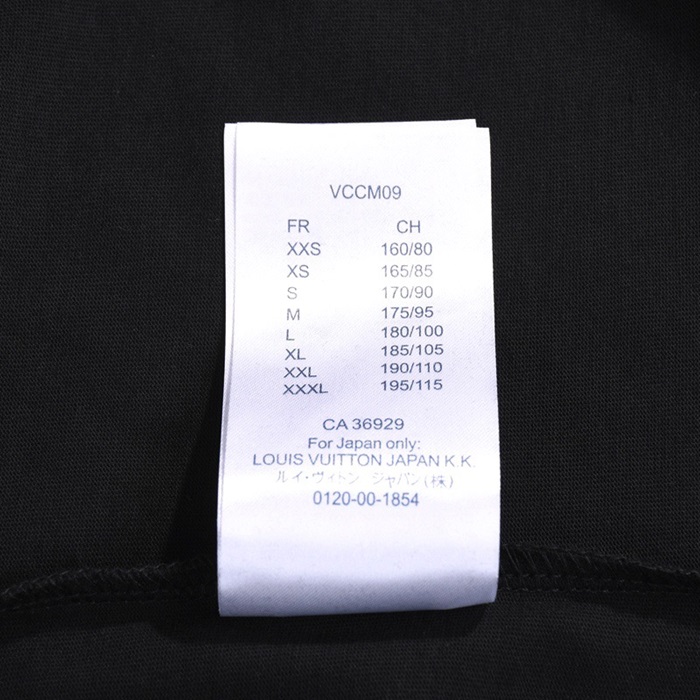 VCCM09
FR CH
XXS 160/80
XS 165/85
S 170/90
M 175/95
L 180/100
XL 185/105
XXL 190/110
XXXL 195/115
CA 36929
For Japan only:
LOUIS VUITTON JAPAN K.K.
ルイ・ヴィトン ジャパン(株)
0120-00-1854